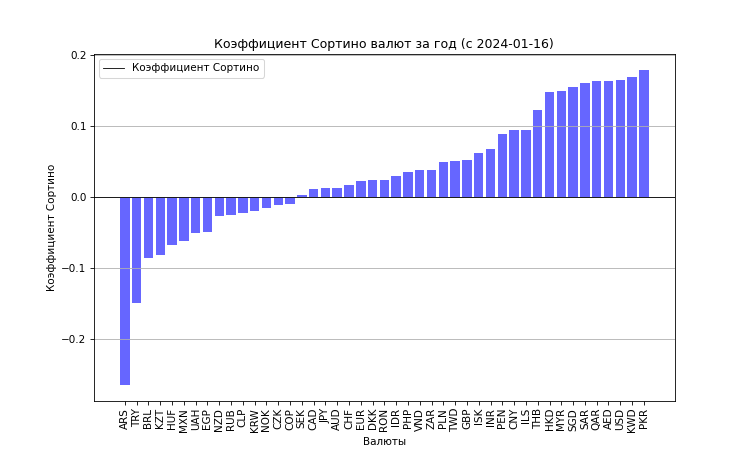 Коэффициент Сортино валют за год (с 2024-01-16)
Коэффициент Сортино
Коэффициент Сортино
0.2
0.1
0.0
−0.1
−0.2
ARS
TRY
BRL
KZT
HUF
MXN
UAH
EGP
NZD
RUB
CLP
KRW
NOK
CZK
COP
SEK
CAD
JPY
AUD
CHF
EUR
DKK
RON
IDR
PHP
VND
ZAR
PLN
TWD
GBP
ISK
INR
PEN
CNY
ILS
THB
HKD
MYR
SGD
SAR
QAR
AED
USD
KWD
PKR
Валюты